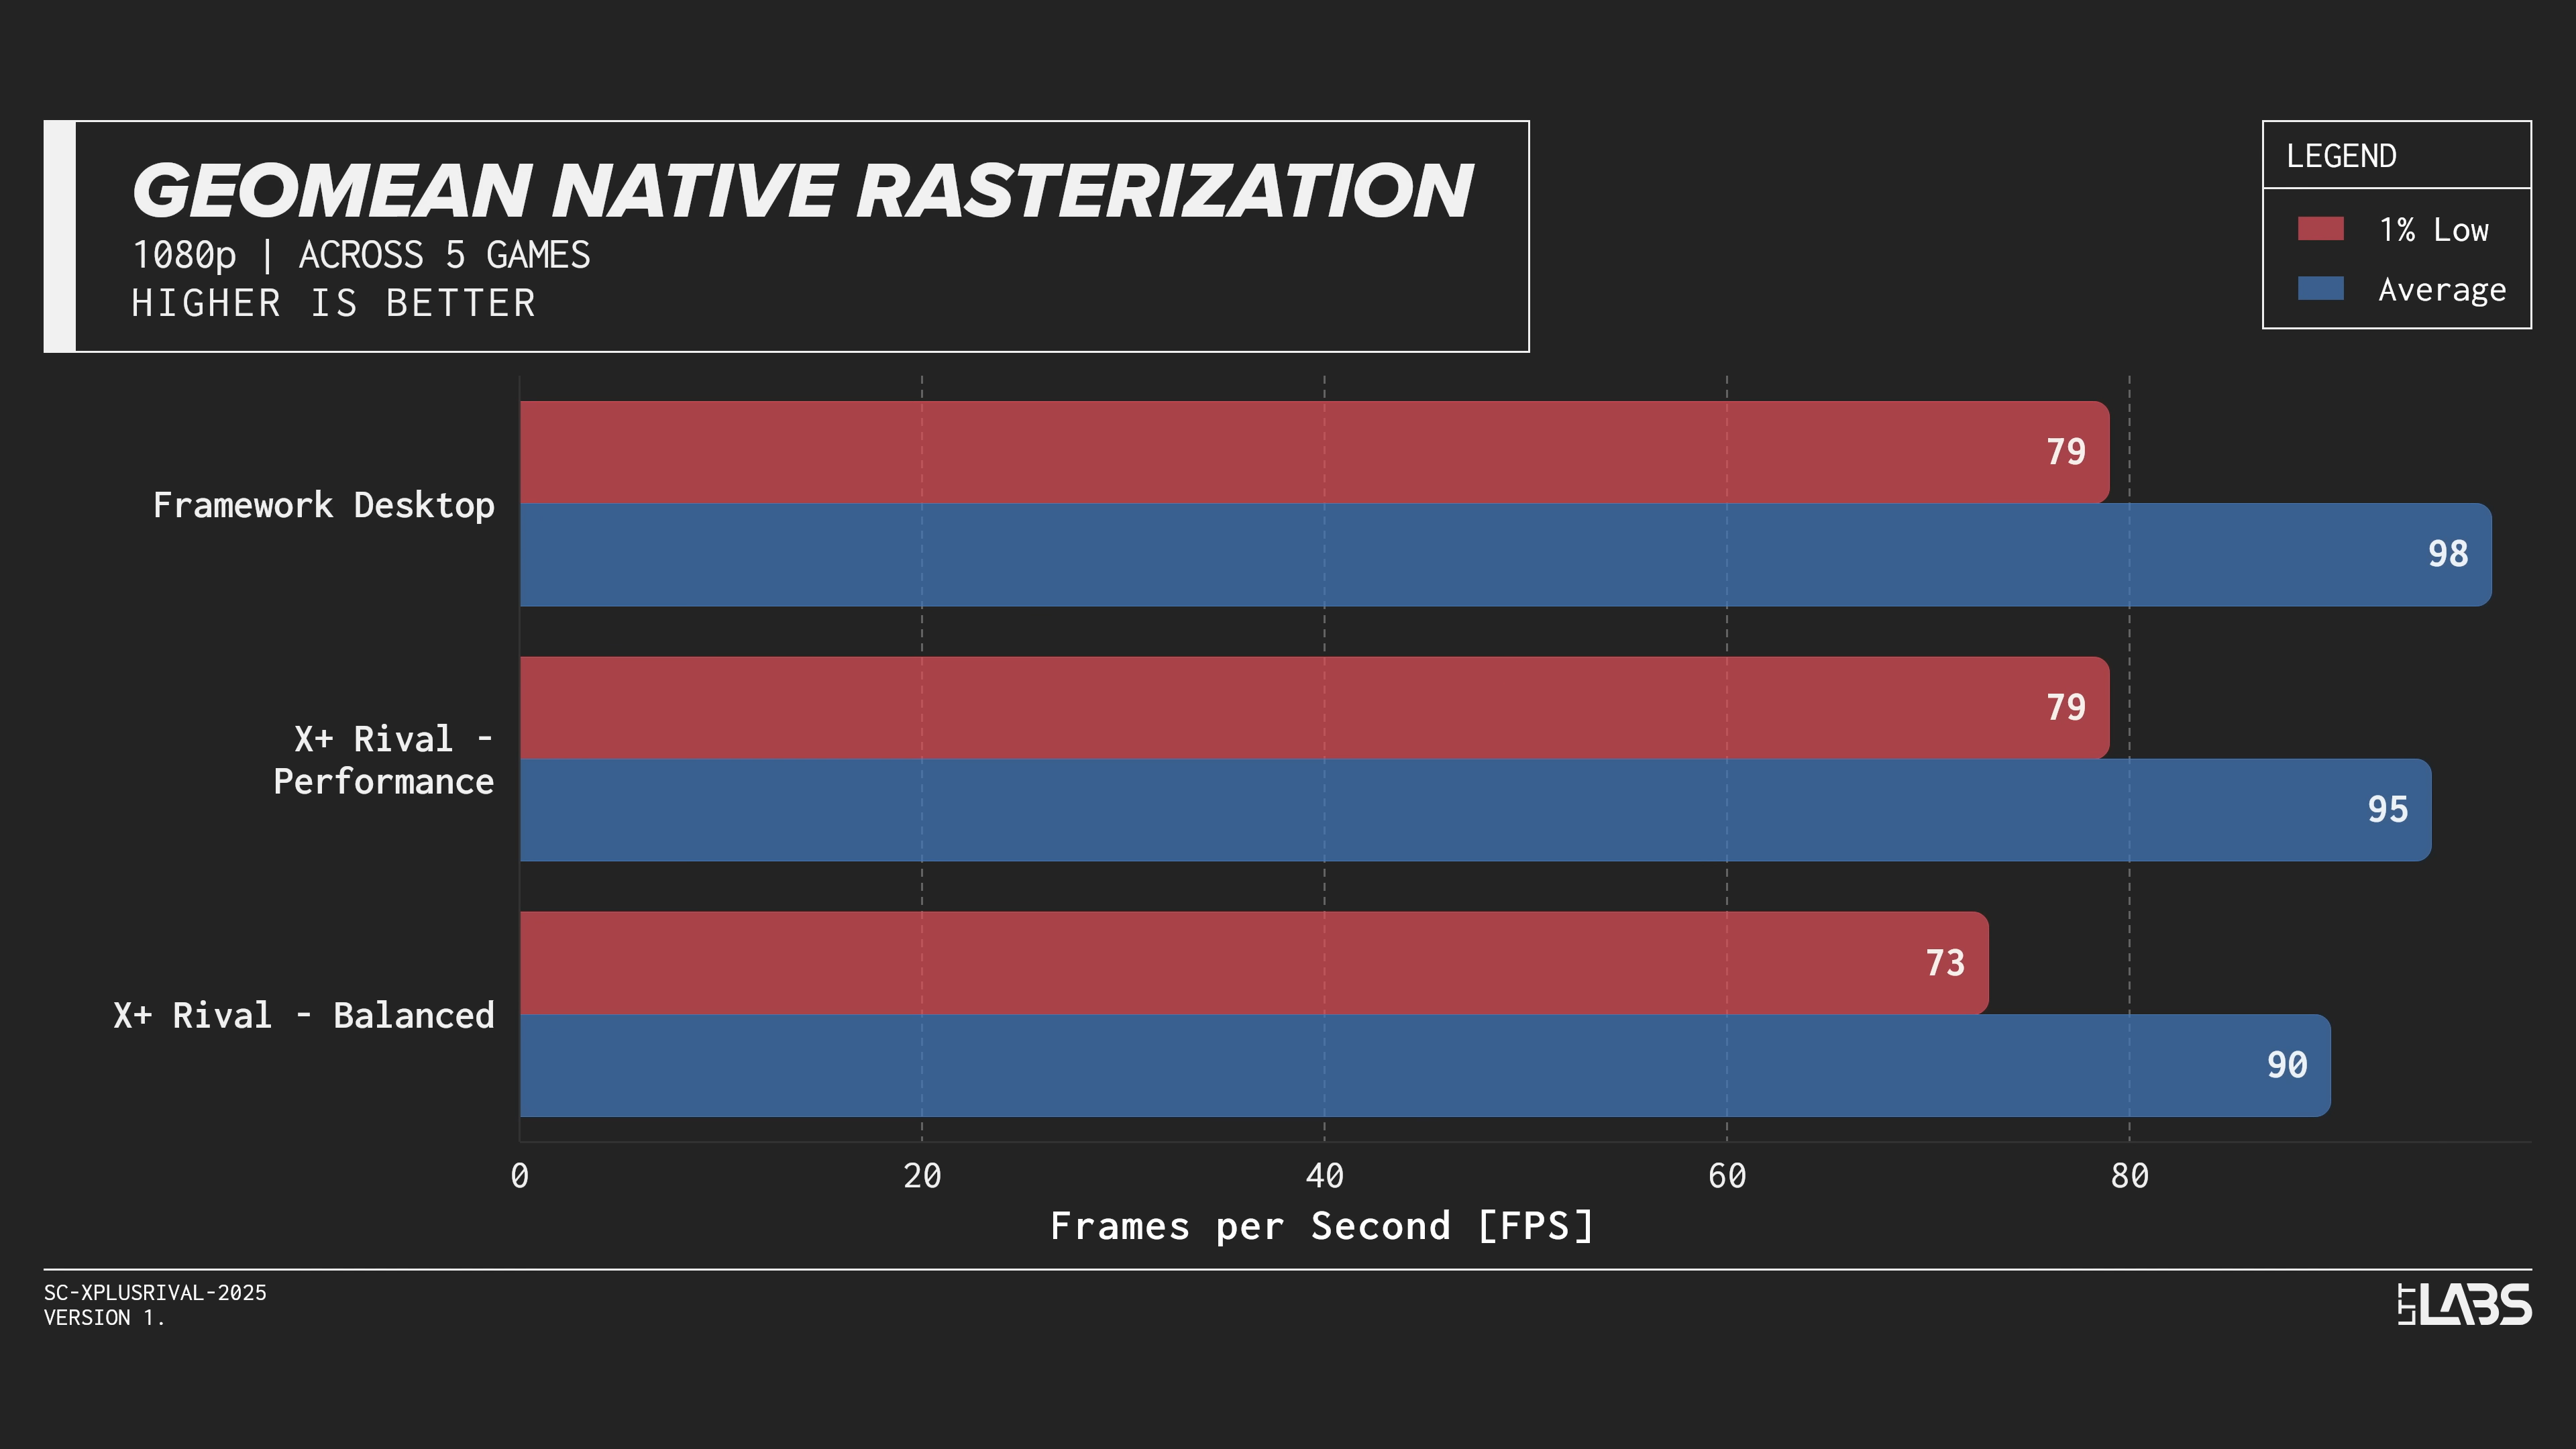 GEOMEAN NATIVE RASTERIZATION
1080p | ACROSS 5 GAMES
HIGHER IS BETTER
LEGEND
1% Low
Average
Framework Desktop
79
98
X+ Rival -
Performance
79
95
X+ Rival - Balanced
73
90
0 20 40 60 80
Frames per Second [FPS]
SC-XPLUSRIVAL-2025
VERSION 1.
LTT LABS